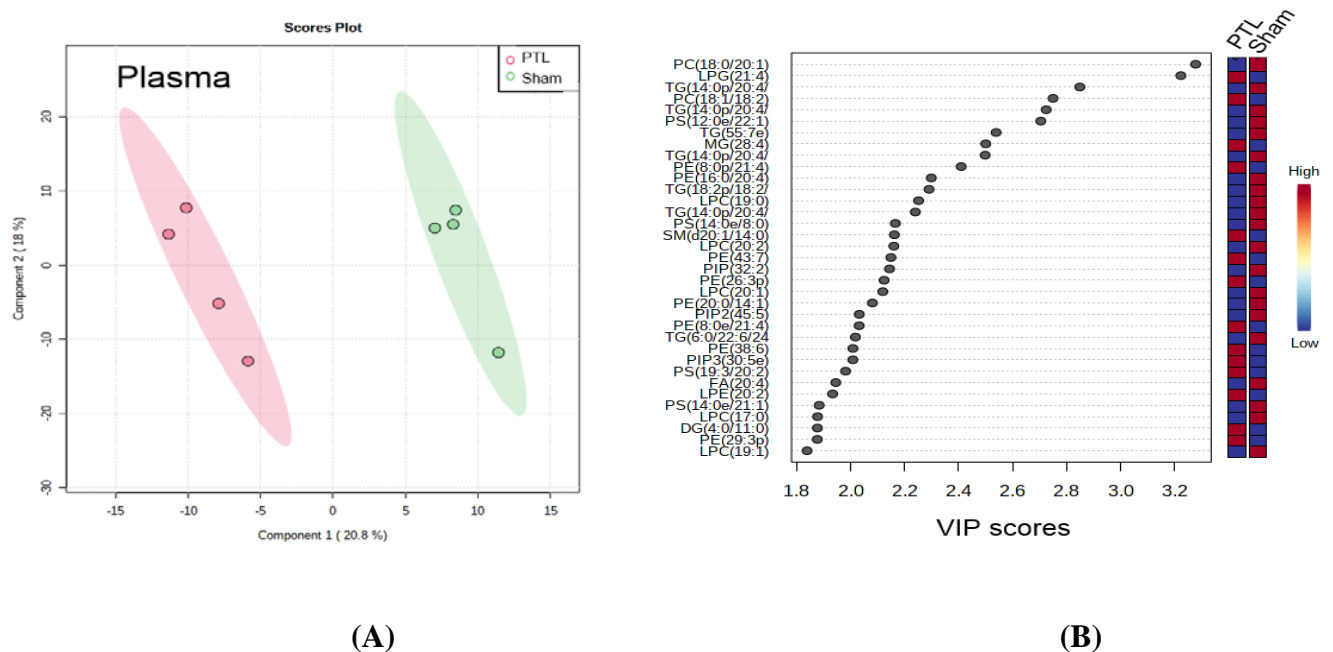 Scores Plot
Plasma
PTL
Sham
Component 2 ( 18 %)
20
10
0
-10
-20
-30
-15
-10
-5
0
5
10
15
Component 1 ( 20.8 %)
(A)
PTL
Sham
PC(18:0/20:1)
LPG(21:4)
TG(14:0p/20:4/
PC(18:1/18:2)
TG(14:0p/20:4/
PS(12:0e/22:1)
TG(55:7e)
MG(28:4)
TG(14:0p/20:4/
PE(8:0p/21:4)
PE(16:0/20:4)
TG(18:2p/18:2/
LPC(19:0)
TG(14:0p/20:4/
PS(14:0e/8:0)
SM(d20:1/14:0)
LPC(20:2)
PE(43:7)
PIP(32:2)
PE(26:3p)
LPC(20:1)
PE(20:0/14:1)
PIP2(45:5)
PE(8:0e/21:4)
TG(6:0/22:6/24
PE(38:6)
PIP3(30:5e)
PS(19:3/20:2)
FA(20:4)
LPE(20:2)
PS(14:0e/21:1)
LPC(17:0)
DG(4:0/11:0)
PE(29:3p)
LPC(19:1)
1.8
2.0
2.2
2.4
2.6
2.8
3.0
3.2
VIP scores
High
Low
(B)